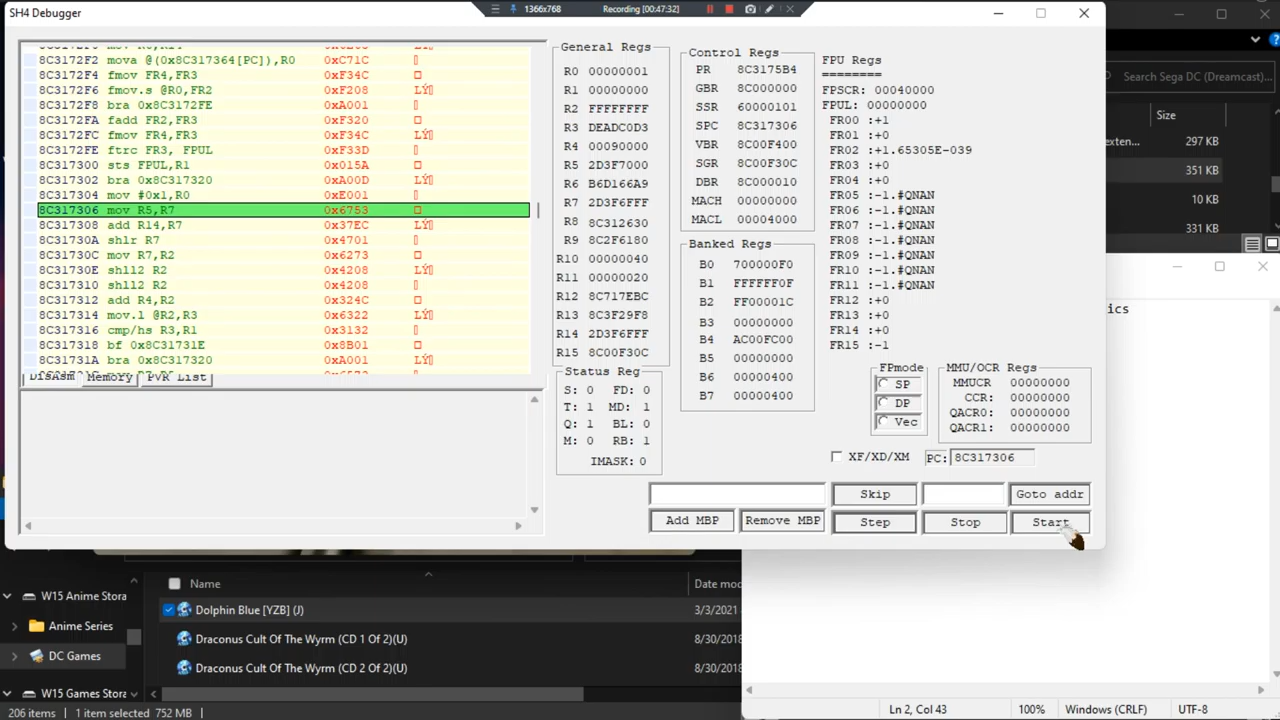 SH4 Debugger
1366x768
Recording [00:47:32]
8C3172F2 mova @(0x8C317364[PC]),R0 0xC71C
8C3172F4 fmov FR4,FR3 0xF34C
8C3172F6 fmov.s @R0,FR2 0xF208
8C3172F8 bra 0x8C3172FE 0xA001
8C3172FA fadd FR2,FR3 0xF320
8C3172FC fmov FR4,FR3 0xF34C
8C3172FE ftrc FR3, FPUL 0xF33D
8C317300 sts FPUL,R1 0x015A
8C317302 bra 0x8C317320 0xA00D
8C317304 mov #0x1,R0 0xE001
8C317306 mov R5,R7 0x6753
8C317308 add R14,R7 0x37EC
8C31730A shlr R7 0x4701
8C31730C mov R7,R2 0x6273
8C31730E shll2 R2 0x4208
8C317310 shll2 R2 0x4208
8C317312 add R4,R2 0x324C
8C317314 mov.l @R2,R3 0x6322
8C317316 cmp/hs R3,R1 0x3132
8C317318 bf 0x8C31731E 0x8B01
8C31731A bra 0x8C317320 0xA001
DisAsm Memory PVR List
General Regs
R0 00000001
R1 00000000
R2 FFFFFFFF
R3 DEADC0D3
R4 00090000
R5 2D3F7000
R6 B6D166A9
R7 2D3F6FFF
R8 8C312630
R9 8C2F6180
R10 00000040
R11 00000020
R12 8C717EBC
R13 8C3F29F8
R14 2D3F6FFF
R15 8C00F30C
Status Reg
S: 0 FD: 0
T: 1 MD: 1
Q: 1 BL: 0
M: 0 RB: 1
IMASK: 0
Control Regs
PR 8C3175B4
GBR 8C000000
SSR 60000101
SPC 8C317306
VBR 8C00F400
SGR 8C00F30C
DBR 8C000010
MACH 00000000
MACL 00004000
Banked Regs
B0 700000F0
B1 FFFFFF0F
B2 FF00001C
B3 00000000
B4 AC00FC00
B5 00000000
B6 00000400
B7 00000400
FPU Regs
========
FPSCR: 00040000
FPUL: 00000000
FR00 :+1
FR01 :+0
FR02 :+1.65305E-039
FR03 :+0
FR04 :+0
FR05 :-1.#QNAN
FR06 :-1.#QNAN
FR07 :-1.#QNAN
FR08 :-1.#QNAN
FR09 :-1.#QNAN
FR10 :-1.#QNAN
FR11 :-1.#QNAN
FR12 :+0
FR13 :+0
FR14 :+0
FR15 :-1
FPmode
SP
DP
Vec
MMU/OCR Regs
MMUCR 00000000
CCR: 00000000
QACR0: 00000000
QACR1: 00000000
XF/XD/XM PC: 8C317306
Skip Goto addr
Add MBP Remove MBP Step Stop Start
Search Sega DC (Dreamcast)...
Size
297 KB
351 KB
10 KB
331 KB
ics
W15 Anime Stora
Anime Series
DC Games
W15 Games Stora
Name Date mod
Dolphin Blue [YZB] (J) 3/3/2021
Draconus Cult Of The Wyrm (CD 1 Of 2)(U) 8/30/2018
Draconus Cult Of The Wyrm (CD 2 Of 2)(U) 8/30/2018
206 items 1 item selected 752 MB
Ln 2, Col 43 100% Windows (CRLF) UTF-8